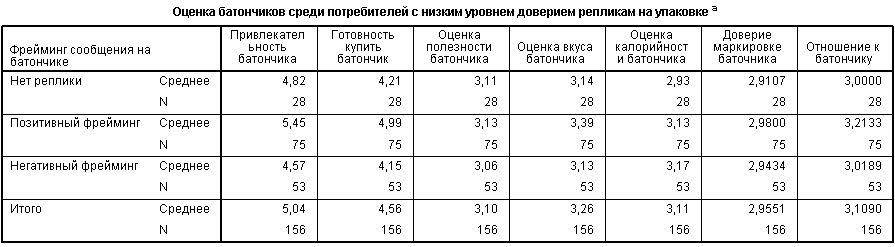 Оценка батончиков среди потребителей с низким уровнем доверием репликам на упаковке a
Фрейминг сообщения на батончике Привлекательность батончика Готовность купить батончик Оценка полезности батончика Оценка вкуса батончика Оценка калорийности батончика Доверие маркировке баточника Отношение к батончику
Нет реплики Среднее 4,82 4,21 3,11 3,14 2,93 2,9107 3,0000
N 28 28 28 28 28 28 28
Позитивный фрейминг Среднее 5,45 4,99 3,13 3,39 3,13 2,9800 3,2133
N 75 75 75 75 75 75 75
Негативный фрейминг Среднее 4,57 4,15 3,06 3,13 3,17 2,9434 3,0189
N 53 53 53 53 53 53 53
Итого Среднее 5,04 4,56 3,10 3,26 3,11 2,9551 3,1090
N 156 156 156 156 156 156 156